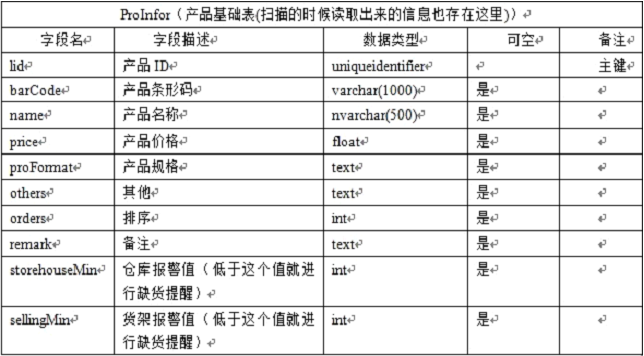 ProInfor（产品基础表(扫描的时候读取出来的信息也存在这里)）
字段名 字段描述 数据类型 可空 备注
lid 产品 ID uniqueidentifier 主键
barCode 产品条形码 varchar(1000) 是
name 产品名称 nvarchar(500) 是
price 产品价格 float 是
proFormat 产品规格 text 是
others 其他 text 是
orders 排序 int 是
remark 备注 text 是
storehouseMin 仓库报警值（低于这个值就进 int 是
行缺货提醒）
sellingMin 货架报警值（低于这个值就进 int 是
行缺货提醒）